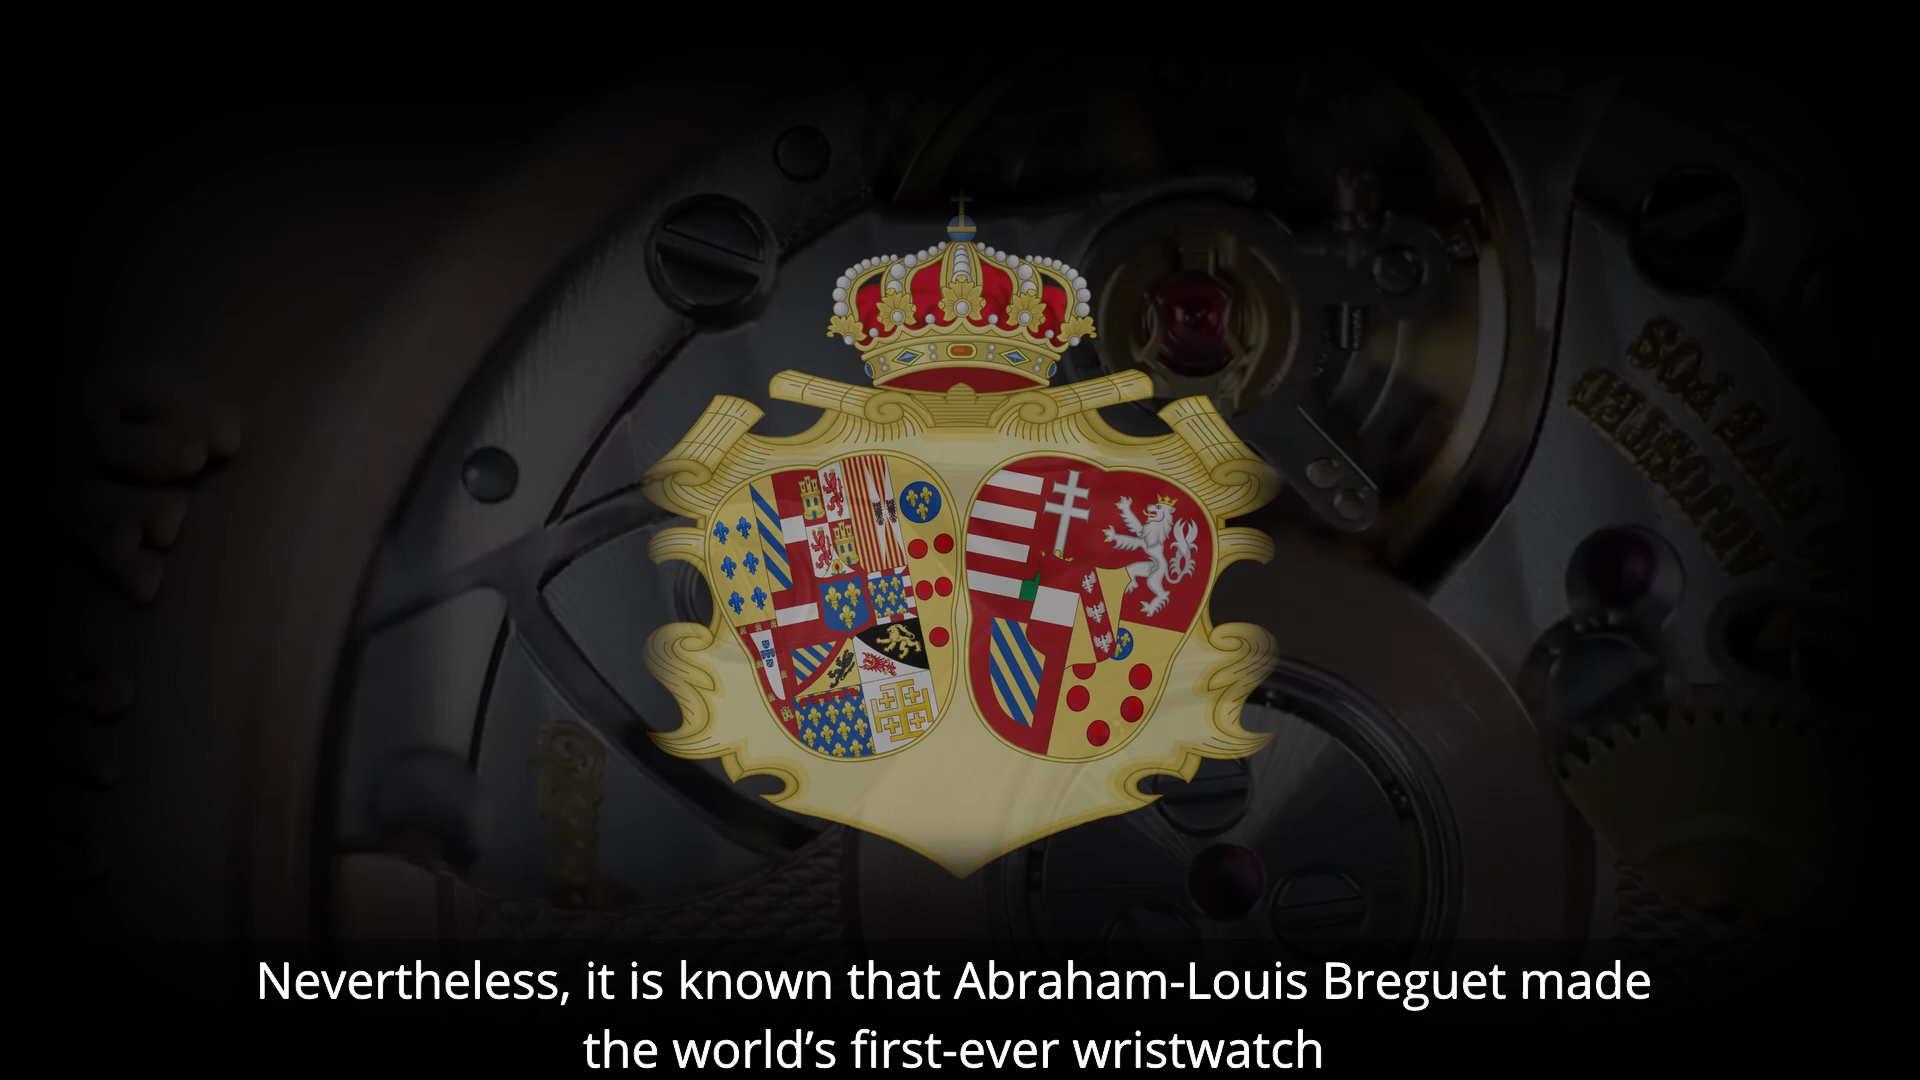 Nevertheless, it is known that Abraham-Louis Breguet made
the world’s first-ever wristwatch